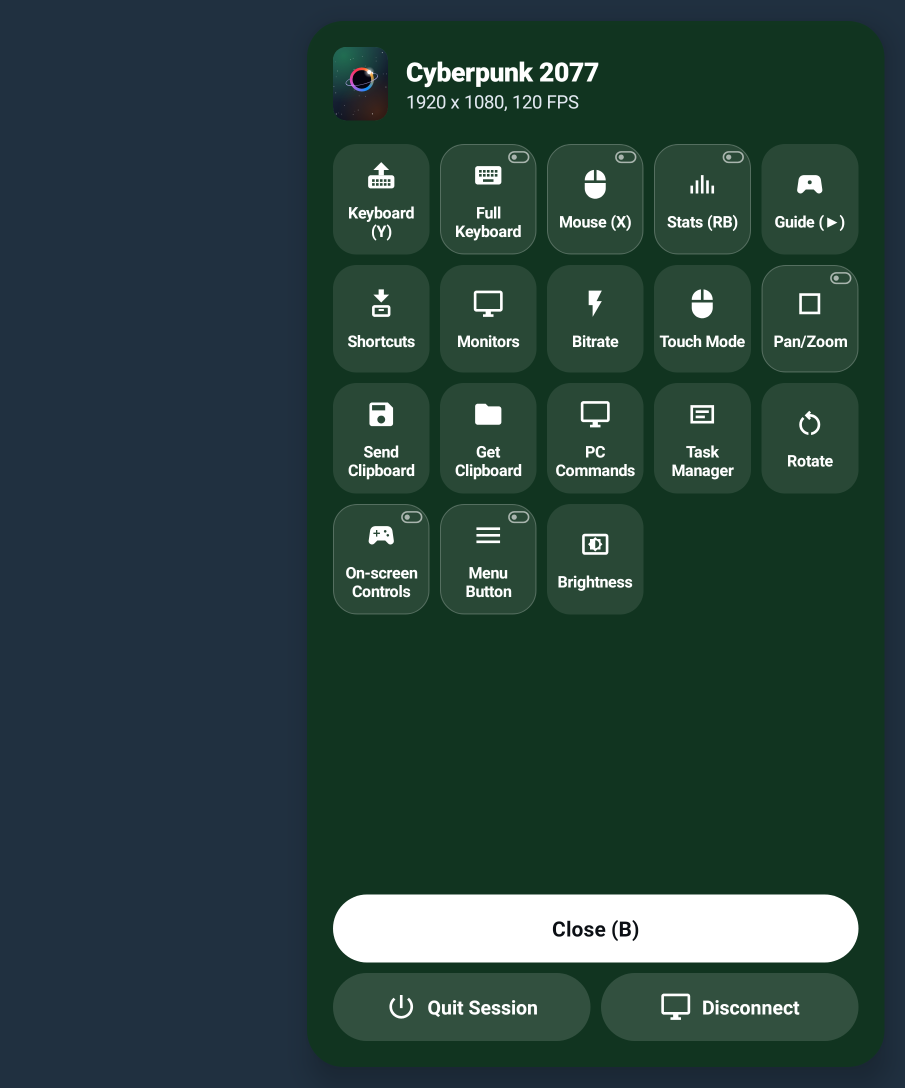 Cyberpunk 2077
1920 x 1080, 120 FPS
Keyboard
(Y)
Full
Keyboard
Mouse (X)
Stats (RB)
Guide (►)
Shortcuts
Monitors
Bitrate
Touch Mode
Pan/Zoom
Send
Clipboard
Get
Clipboard
PC
Commands
Task
Manager
Rotate
On-screen
Controls
Menu
Button
Brightness
Close (B)
Quit Session
Disconnect